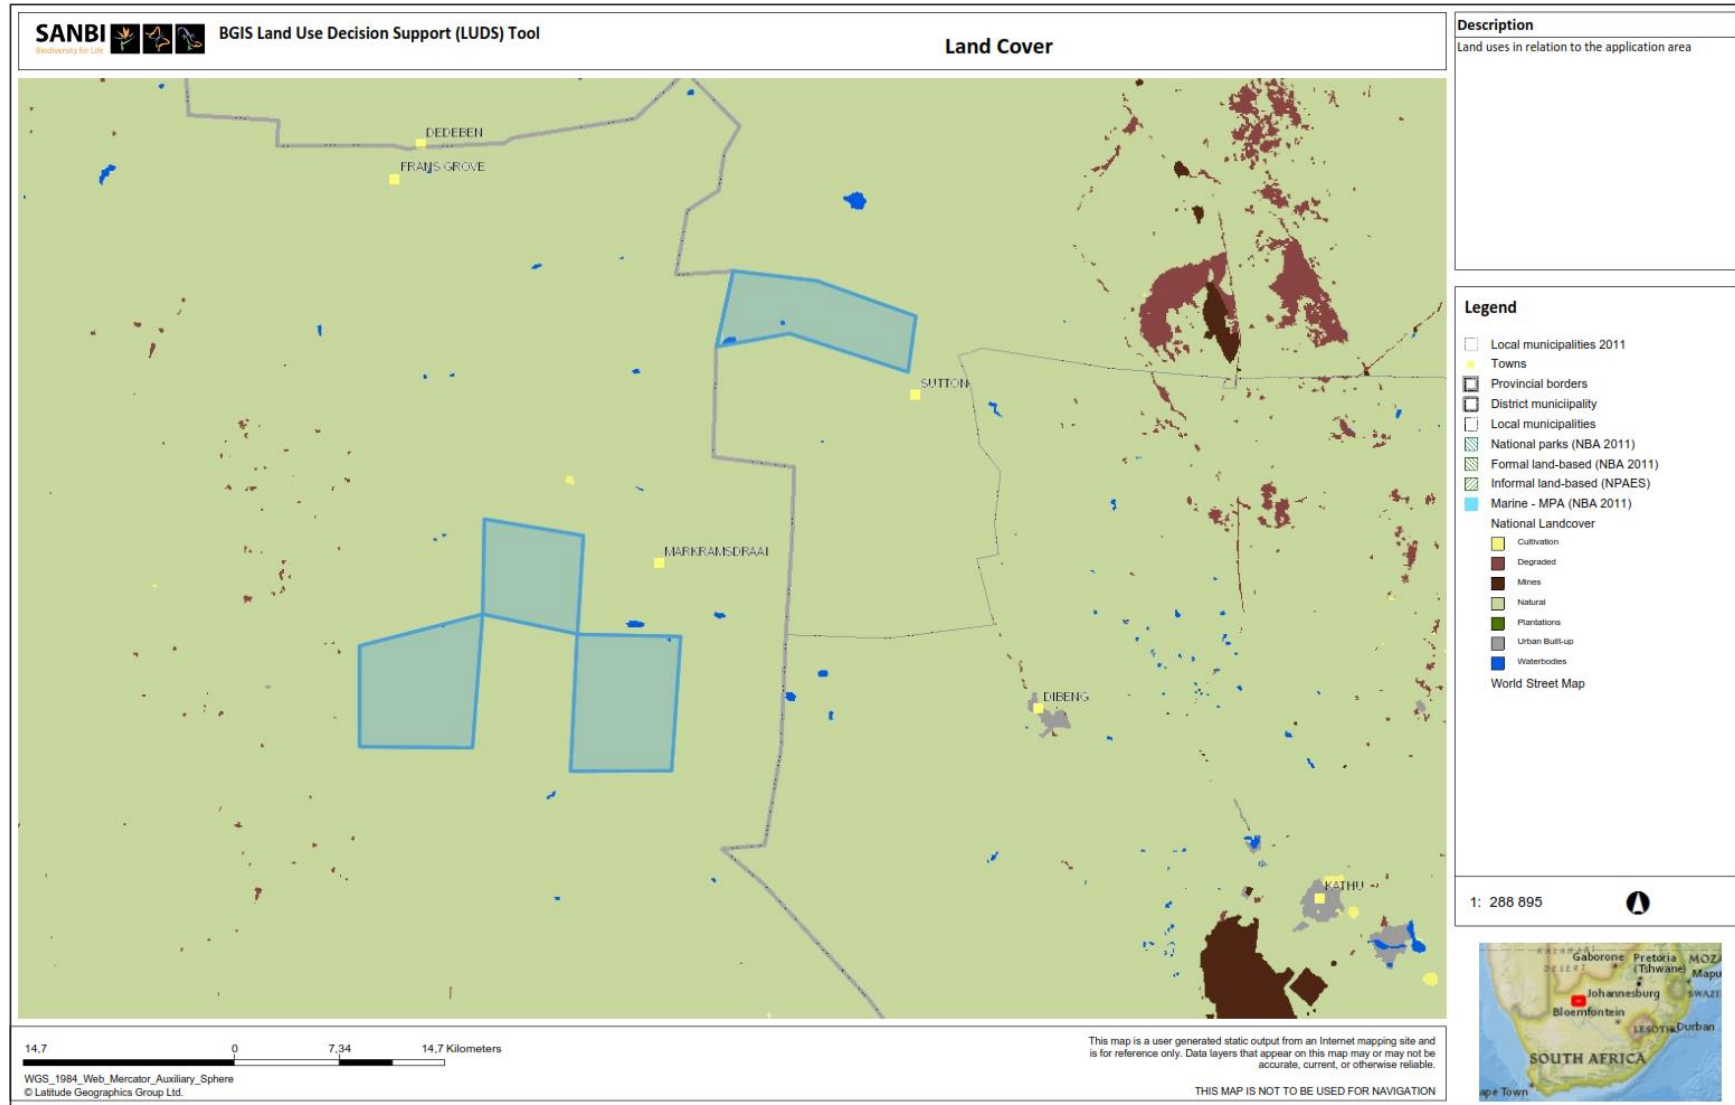 SANBI
Biodiversity for Life
BGIS Land Use Decision Support (LUDS) Tool
Land Cover
Description
Land uses in relation to the application area
DEDEBEN
FRANS GROVE
SUTTON
MARKRAMSDRAAI
DIBENG
KATHU
Legend
Local municipalities 2011
Towns
Provincial borders
District municiipality
Local municipalities
National parks (NBA 2011)
Formal land-based (NBA 2011)
Informal land-based (NPAES)
Marine - MPA (NBA 2011)
National Landcover
Cultivation
Degraded
Mines
Natural
Plantations
Urban Built-up
Waterbodies
World Street Map
1: 288 895
KALAHARI
DESERT
Gaborone
Pretoria
(Tshwane)
MOZA
Mapu
Johannesburg
SWAZI
Bloemfontein
LESOTHO
Durban
SOUTH AFRICA
ape Town
14,7 0 7,34 14,7 Kilometers
WGS_1984_Web_Mercator_Auxiliary_Sphere
© Latitude Geographics Group Ltd.
This map is a user generated static output from an Internet mapping site and
is for reference only. Data layers that appear on this map may or may not be
accurate, current, or otherwise reliable.
THIS MAP IS NOT TO BE USED FOR NAVIGATION